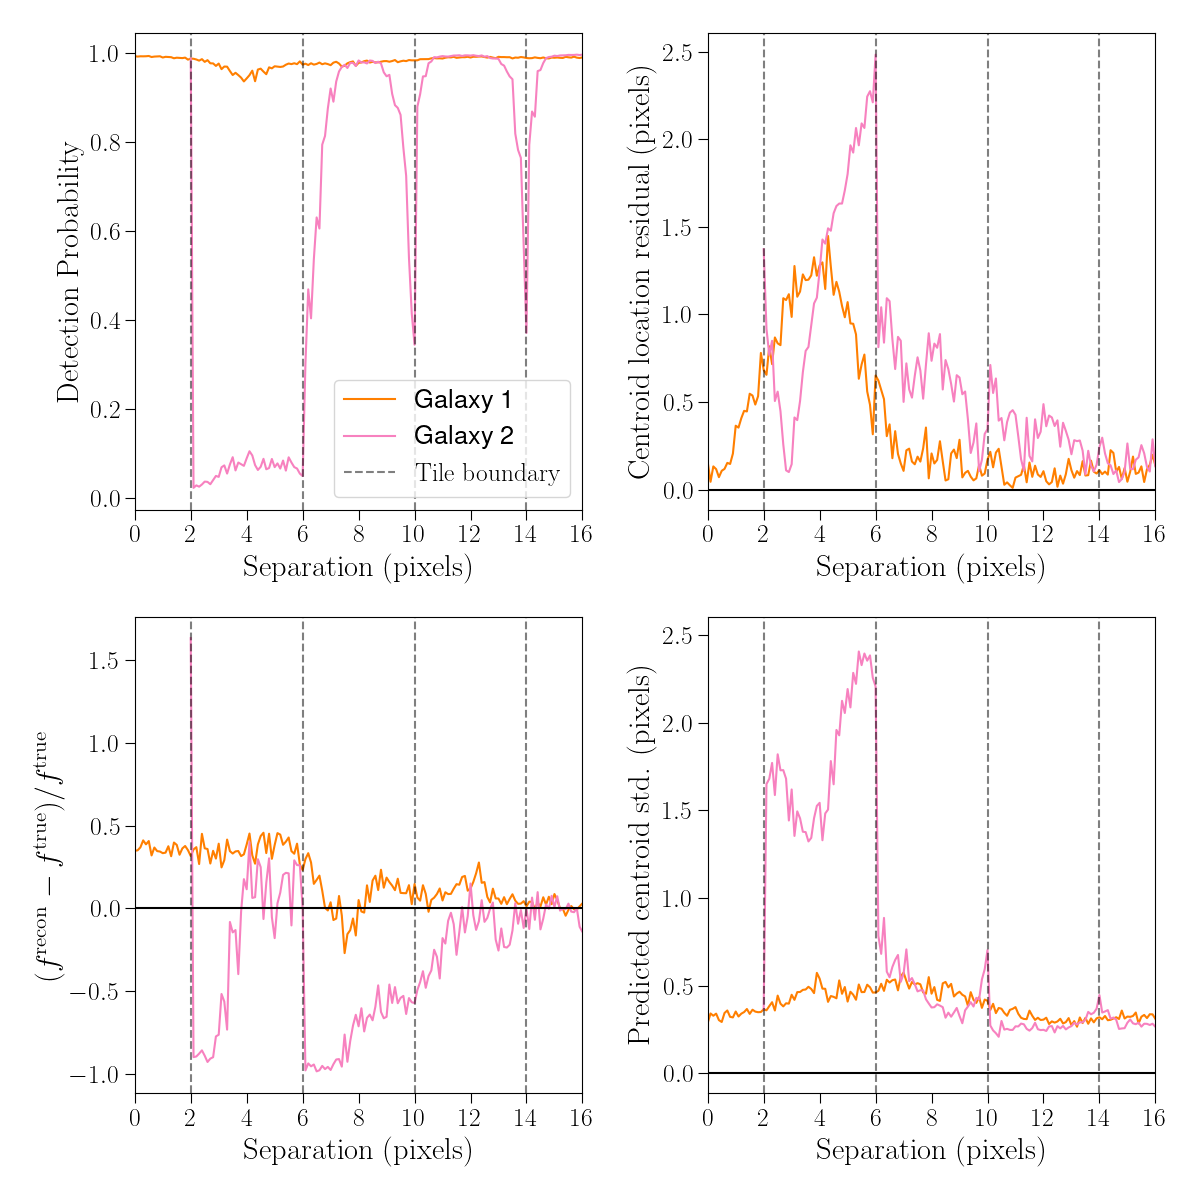 Detection Probability
1.0
0.8
0.6
0.4
0.2
0.0
Galaxy 1
Galaxy 2
Tile boundary
0 2 4 6 8 10 12 14 16
Separation (pixels)
Centroid location residual (pixels)
2.5
2.0
1.5
1.0
0.5
0.0
0 2 4 6 8 10 12 14 16
Separation (pixels)
(f^recon − f^true)/f^true
1.5
1.0
0.5
0.0
−0.5
−1.0
0 2 4 6 8 10 12 14 16
Separation (pixels)
Predicted centroid std. (pixels)
2.5
2.0
1.5
1.0
0.5
0.0
0 2 4 6 8 10 12 14 16
Separation (pixels)